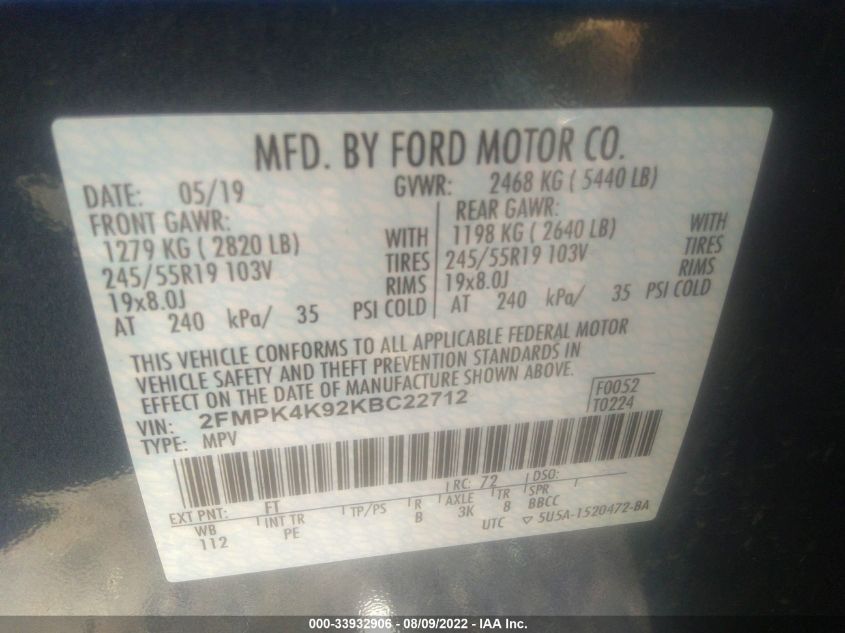 MFD. BY FORD MOTOR CO.
DATE: 05/19 GVWR: 2468 KG ( 5440 LB)
FRONT GAWR: REAR GAWR:
1279 KG ( 2820 LB) WITH 1198 KG ( 2640 LB) WITH
245/55R19 103V TIRES 245/55R19 103V TIRES
19x8.0J RIMS 19x8.0J RIMS
AT 240 kPa/ 35 PSI COLD AT 240 kPa/ 35 PSI COLD
THIS VEHICLE CONFORMS TO ALL APPLICABLE FEDERAL MOTOR
VEHICLE SAFETY AND THEFT PREVENTION STANDARDS IN
EFFECT ON THE DATE OF MANUFACTURE SHOWN ABOVE.
VIN: 2FMPK4K92KBC22712 F0052
TYPE: MPV T0224
EXT PNT: FT RC: 72 DSO:
WB INT TR TP/PS R AXLE TR SPR
112 PE B 3K 8 BBCC
UTC ▽ 5U5A-1520472-BA
000-33932906 - 08/09/2022 - IAA Inc.